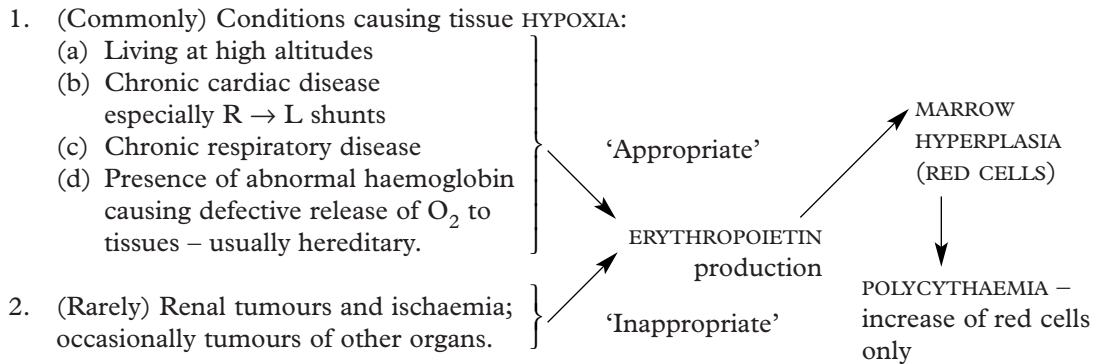 1. (Commonly) Conditions causing tissue HYPOXIA:
(a) Living at high altitudes
(b) Chronic cardiac disease
especially R → L shunts
(c) Chronic respiratory disease
(d) Presence of abnormal haemoglobin
causing defective release of O₂ to
tissues – usually hereditary.
2. (Rarely) Renal tumours and ischaemia;
occasionally tumours of other organs.
‘Appropriate’
‘Inappropriate’
ERYTHROPOIETIN
production
MARROW
HYPERPLASIA
(RED CELLS)
POLYCYTHAEMIA –
increase of red cells
only